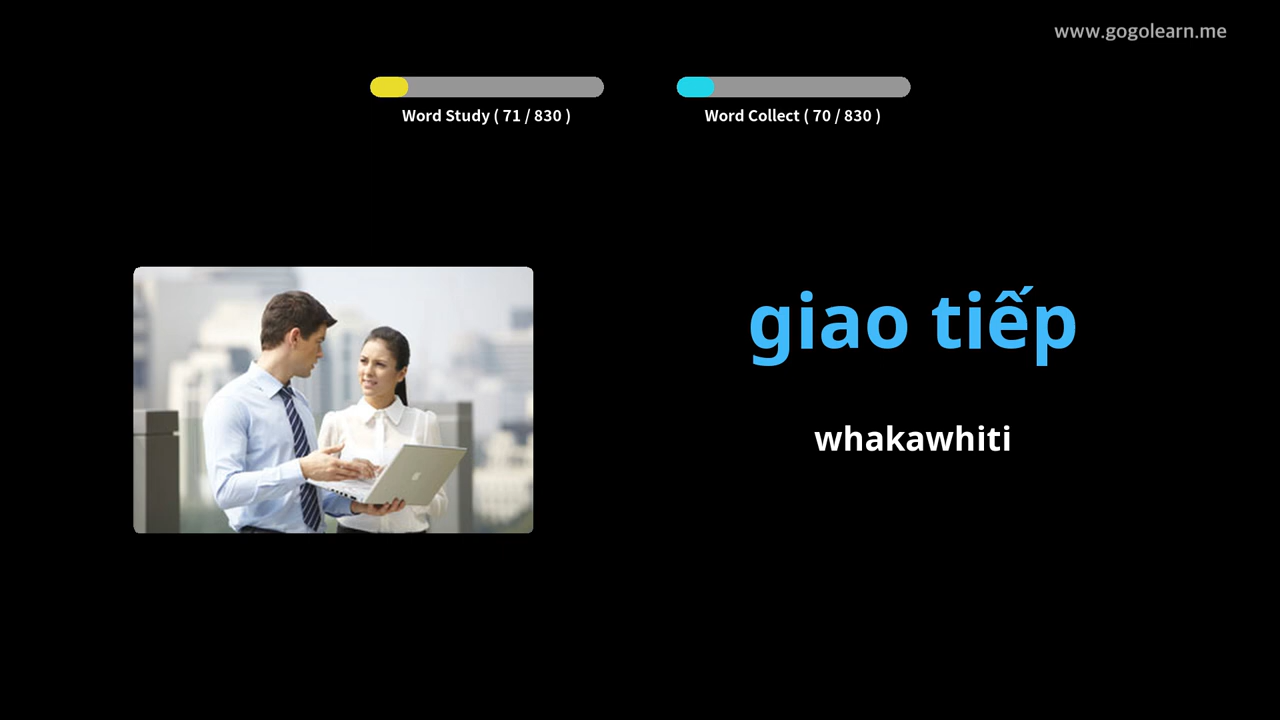 www.gogolearn.me
Word Study ( 71 / 830 )
Word Collect ( 70 / 830 )
giao tiếp
whakawhiti